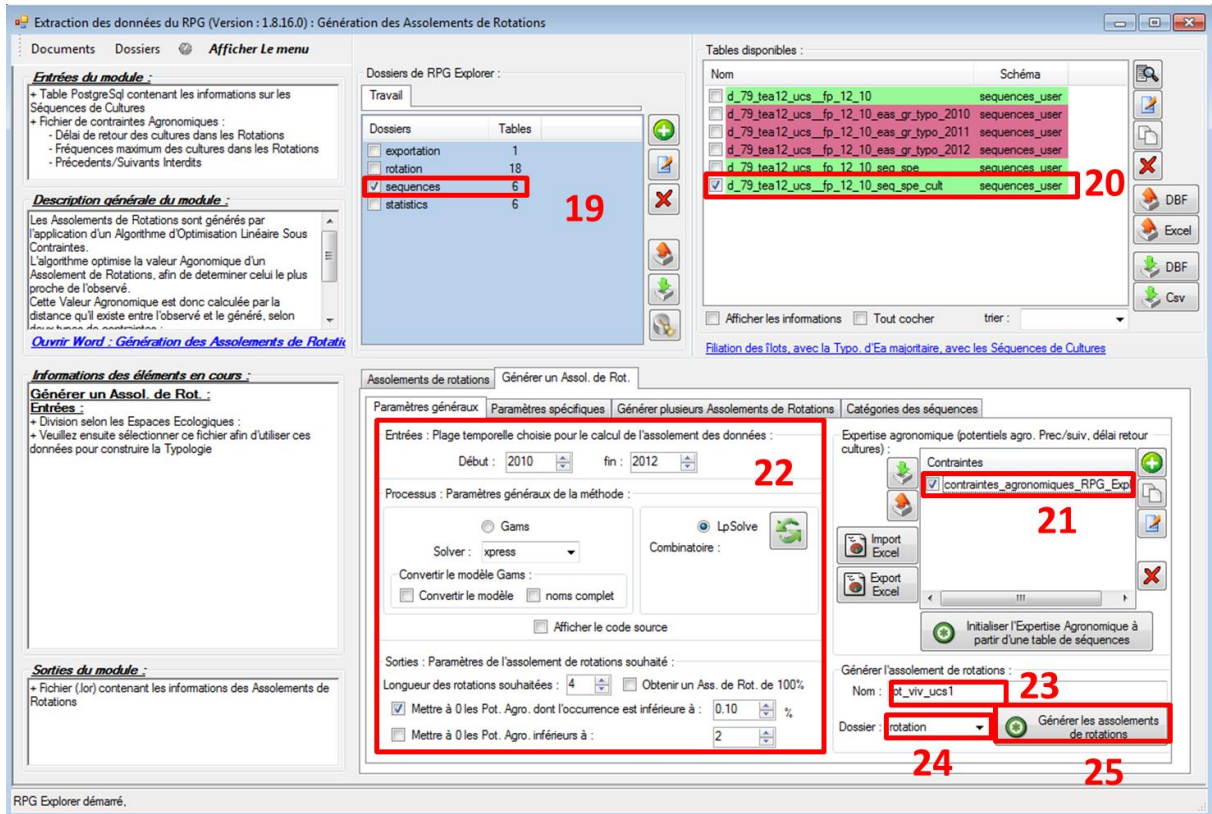 Extraction des données du RPG (Version : 1.8.16.0) : Génération des Assolements de Rotations
Documents Dossiers Afficher Le menu
Entrées du module :
+ Table PostgreSql contenant les informations sur les
Séquences de Cultures
+ Fichier de contraintes Agronomiques :
- Délai de retour des cultures dans les Rotations
- Fréquences maximum des cultures dans les Rotations
- Précedents/Suivants Interdits
Description générale du module :
Les Assolements de Rotations sont générés par
l'application d'un Algorithme d'Optimisation Linéaire Sous
Contraintes.
L'algorithme optimise la valeur Agonomique d'un
Assolement de Rotations, afin de determiner celui le plus
proche de l'observé.
Cette Valeur Agronomique est donc calculée par la
distance qu'il existe entre l'observé et le généré, selon
deux types de contraintes :
Ouvrir Word : Génération des Assolements de Rotatio
Dossiers de RPG Explorer :
Travail
Dossiers Tables
exportation 1
rotation 18
sequences 6
statistics 6
19
Tables disponibles :
Nom Schéma
d_79_tea12_ucs__fp_12_10 sequences_user
d_79_tea12_ucs__fp_12_10_eas_gr_typo_2010 sequences_user
d_79_tea12_ucs__fp_12_10_eas_gr_typo_2011 sequences_user
d_79_tea12_ucs__fp_12_10_eas_gr_typo_2012 sequences_user
d_79_tea12_ucs__fp_12_10_seq_spe sequences_user
d_79_tea12_ucs__fp_12_10_seq_spe_cult sequences_user
20
DBF
Excel
DBF
Csv
Afficher les informations Tout cocher trier :
Filiation des îlots, avec la Typo. d'Ea majoritaire, avec les Séquences de Cultures
Informations des éléments en cours :
Générer un Assol. de Rot. :
Entrées :
+ Division selon les Espaces Ecologiques :
+ Veuillez ensuite sélectionner ce fichier afin d'utiliser ces
données pour construire la Typologie
Sorties du module :
+ Fichier (.lor) contenant les informations des Assolements de
Rotations
Assolements de rotations Générer un Assol. de Rot.
Paramètres généraux Paramètres spécifiques Générer plusieurs Assolements de Rotations Catégories des séquences
Entrées : Plage temporelle choisie pour le calcul de l'assolement des données :
Début : 2010 fin : 2012
22
Processus : Paramètres généraux de la méthode :
Gams LpSolve
Solver : xpress Combinatoire :
Convertir le modèle Gams :
Convertir le modèle noms complet
Afficher le code source
Sorties : Paramètres de l'assolement de rotations souhaité :
Longueur des rotations souhaitées : 4 Obtenir un Ass. de Rot. de 100%
Mettre à 0 les Pot. Agro. dont l'occurrence est inférieure à : 0.10 %
Mettre à 0 les Pot. Agro. inférieurs à : 2
Expertise agronomique (potentiels agro. Prec/suiv, délai retour
cultures) :
Contraintes
contraintes_agronomiques_RPG_Expl
21
Import
Excel
Export
Excel
Initialiser l'Expertise Agronomique à
partir d'une table de séquences
Générer l'assolement de rotations :
Nom : ot_viv_ucs1
23
Dossier : rotation
Générer les assolements
de rotations
24
25
RPG Explorer démarré,